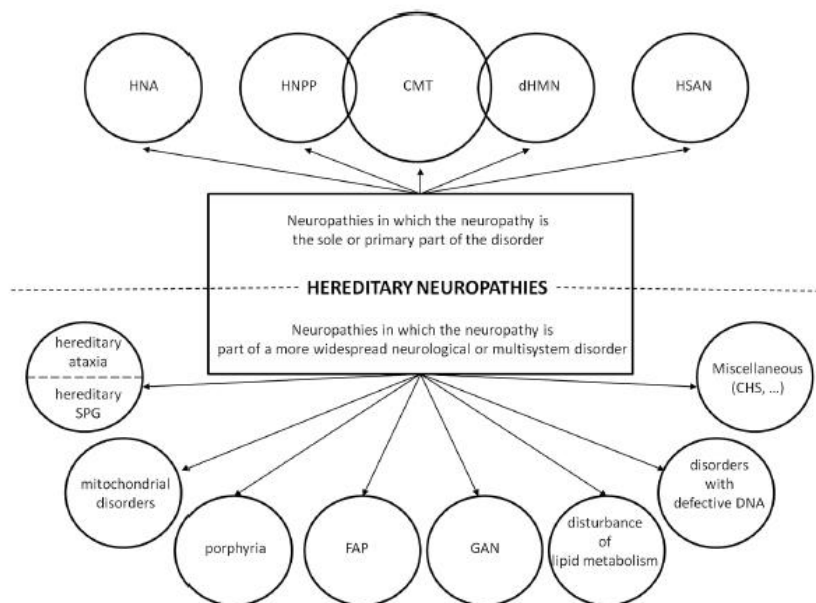 HNA
HNPP
CMT
dHMN
HSAN
Neuropathies in which the neuropathy is
the sole or primary part of the disorder
HEREDITARY NEUROPATHIES
Neuropathies in which the neuropathy is
part of a more widespread neurological or multisystem disorder
hereditary
ataxia
hereditary
SPG
Miscellaneous
(CHS, ...)
mitochondrial
disorders
disorders
with
defective DNA
porphyria
FAP
GAN
disturbance
of
lipid metabolism